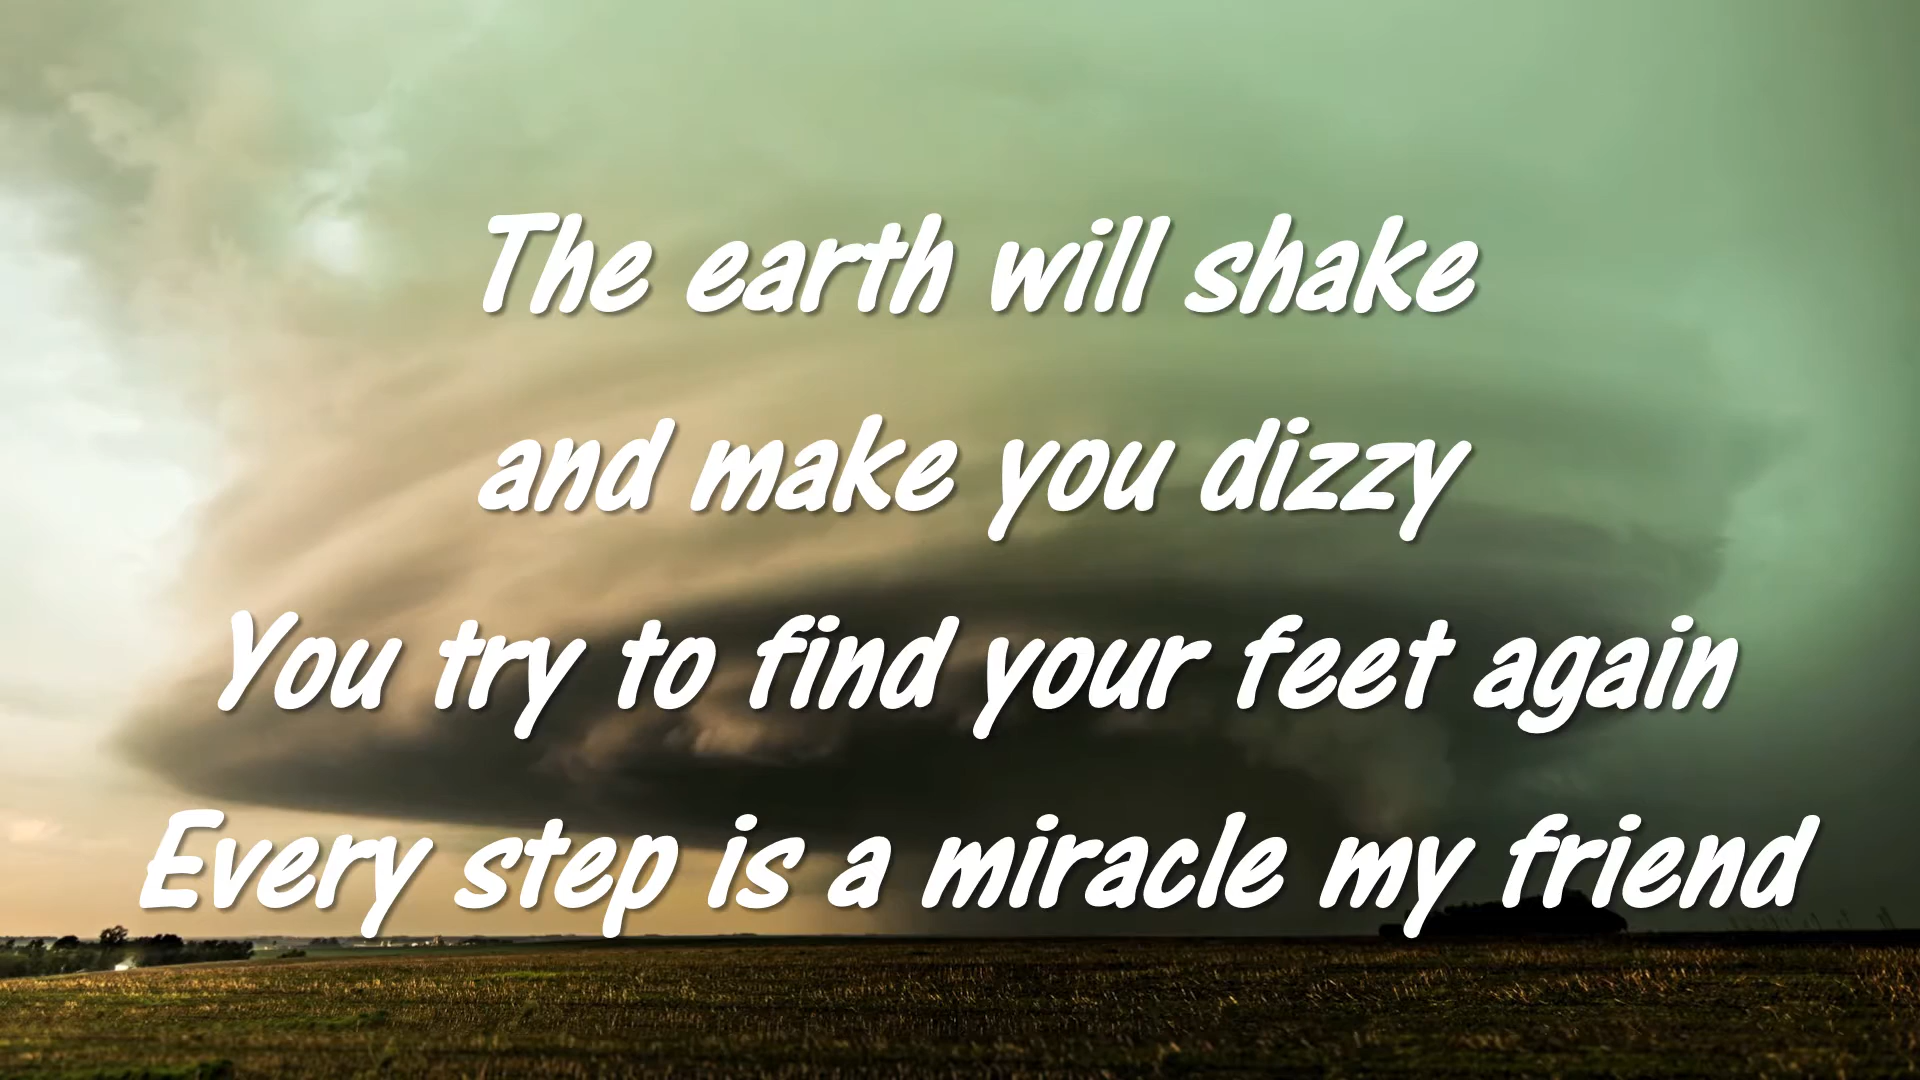 The earth will shake
and make you dizzy
You try to find your feet again
Every step is a miracle my friend